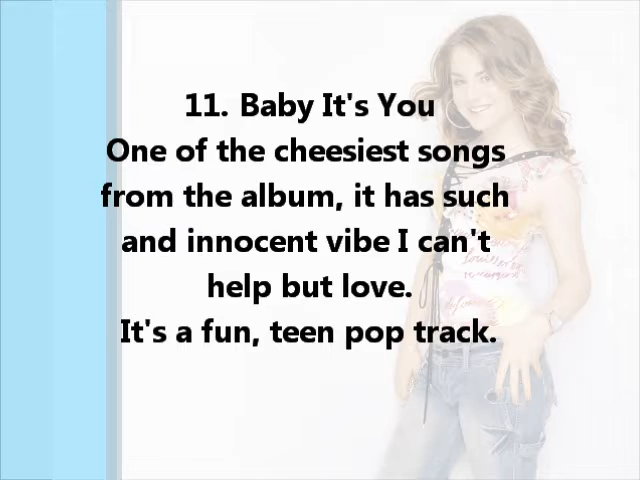 11. Baby It's You
One of the cheesiest songs
from the album, it has such
and innocent vibe I can't
help but love.
It's a fun, teen pop track.